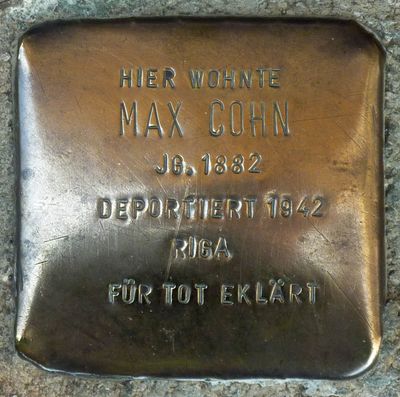 HIER WOHNTE
MAX COHN
JG. 1882
DEPORTIERT 1942
RIGA
FÜR TOT EKLÄRT